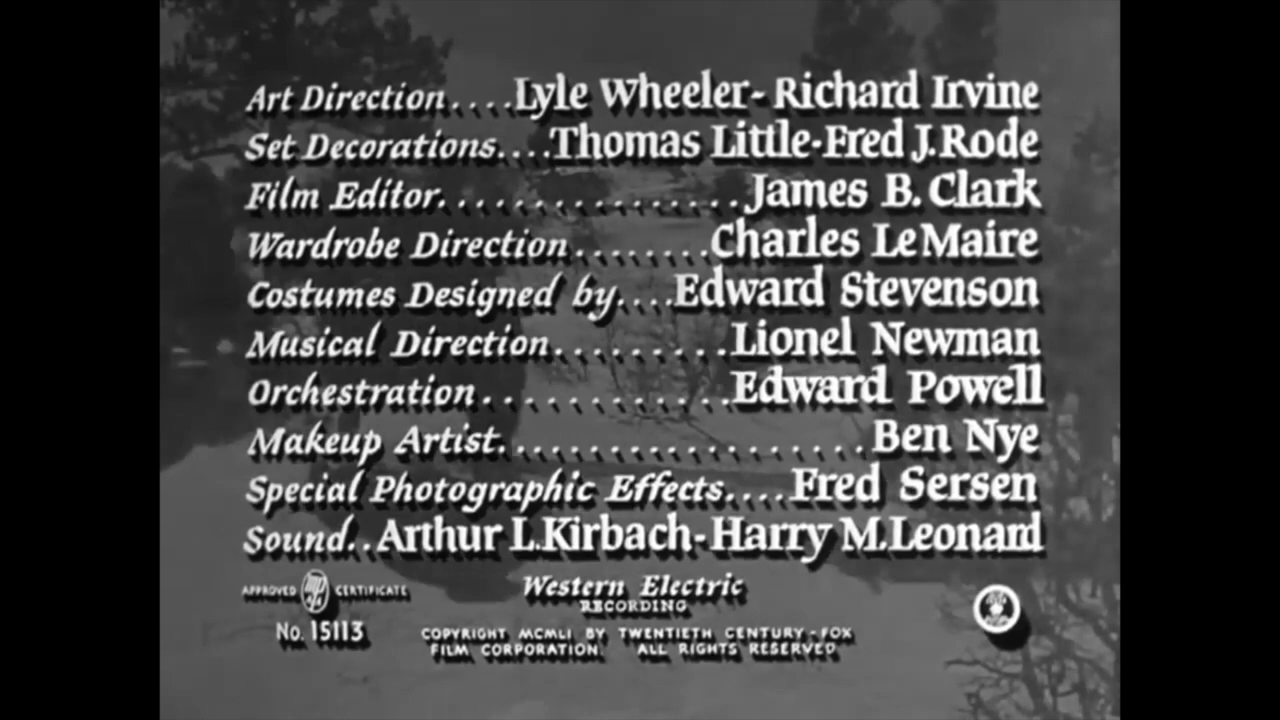 Art Direction....Lyle Wheeler-Richard Irvine
Set Decorations....Thomas Little-Fred J. Rode
Film Editor................James B. Clark
Wardrobe Direction........Charles LeMaire
Costumes Designed by....Edward Stevenson
Musical Direction.........Lionel Newman
Orchestration.............Edward Powell
Makeup Artist...................Ben Nye
Special Photographic Effects....Fred Sersen
Sound..Arthur L. Kirbach-Harry M. Leonard
APPROVED CERTIFICATE
No. 15113
Western Electric
RECORDING
COPYRIGHT MCMLI BY TWENTIETH CENTURY-FOX
FILM CORPORATION. ALL RIGHTS RESERVED